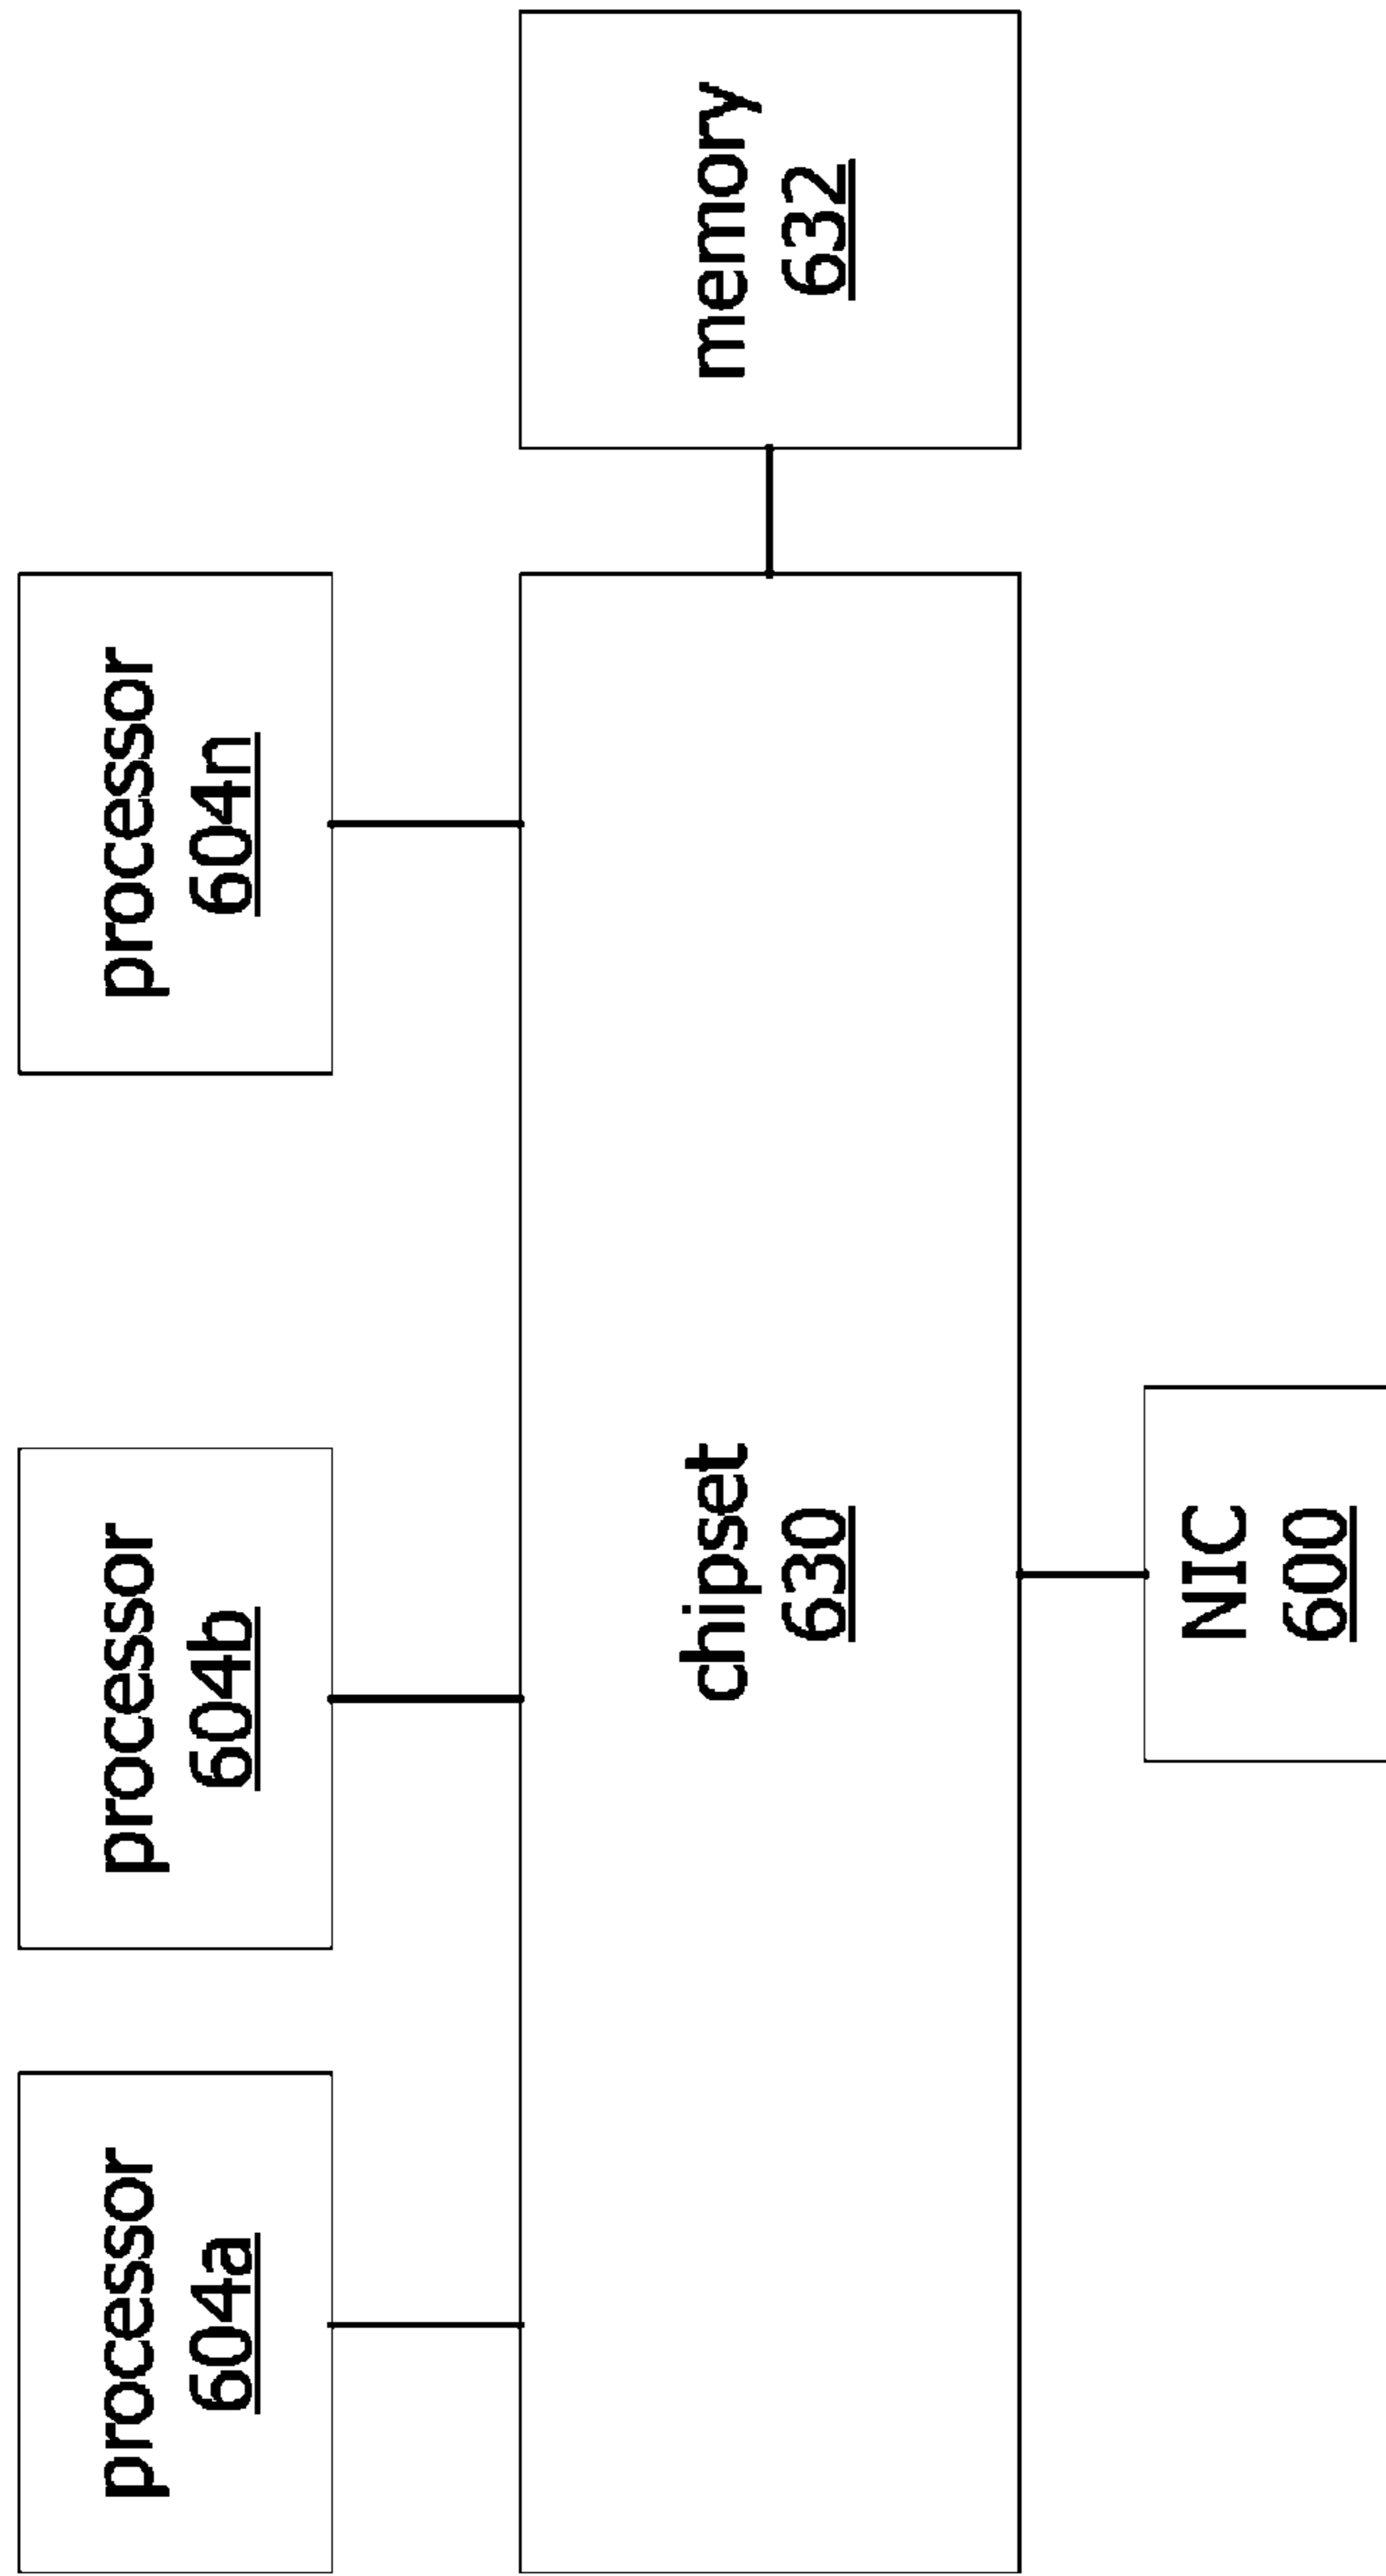 processor
604a
processor
604b
processor
604n
chipset
630
memory
632
NIC
600